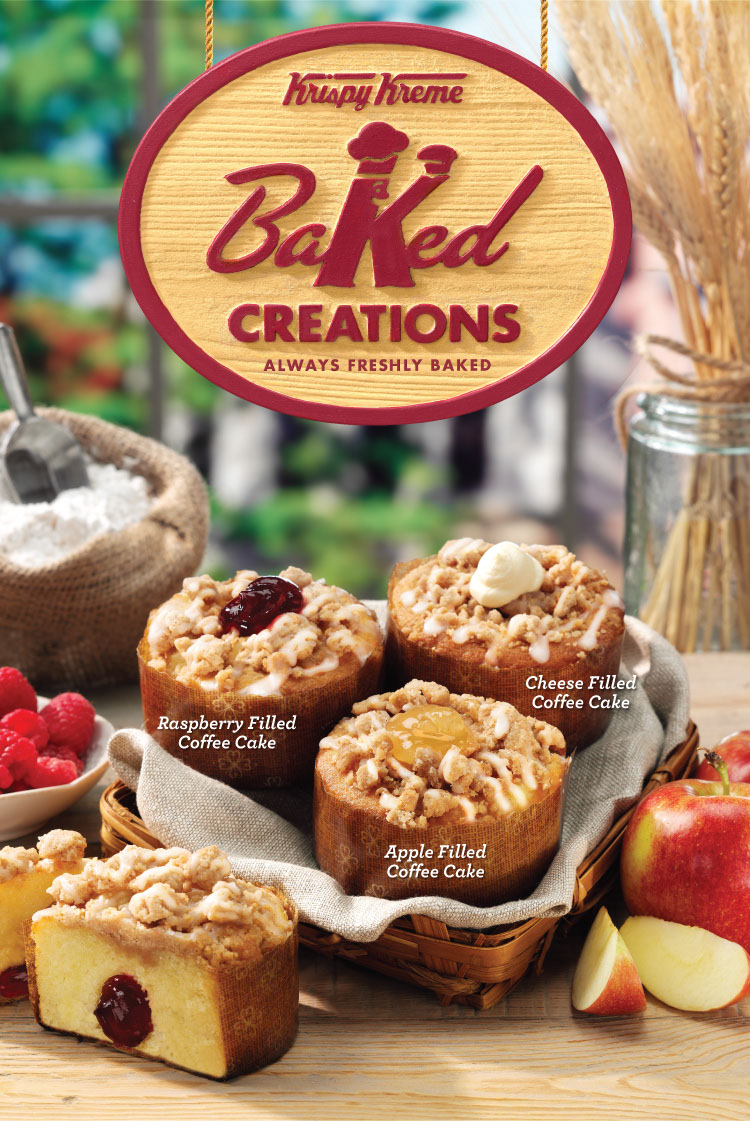 Krispy Kreme
Baked
CREATIONS
ALWAYS FRESHLY BAKED
Cheese Filled
Coffee Cake
Raspberry Filled
Coffee Cake
Apple Filled
Coffee Cake